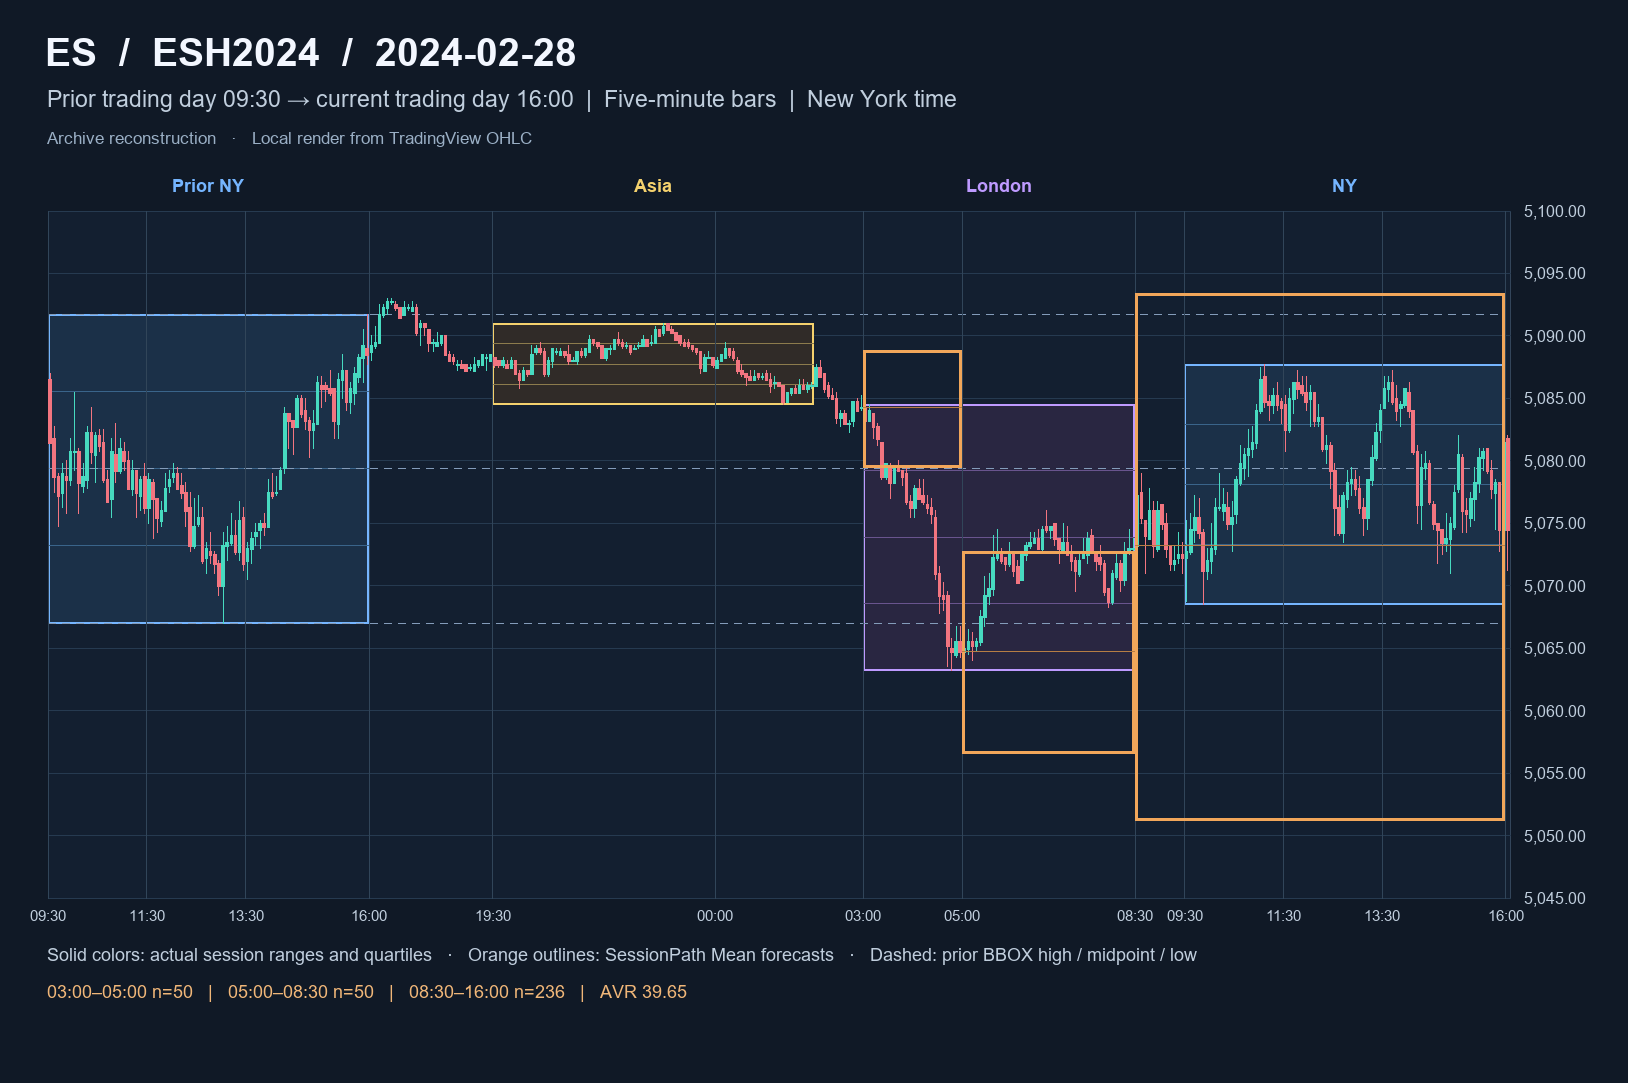 ES / ESH2024 / 2024-02-28
Prior trading day 09:30 → current trading day 16:00 | Five-minute bars | New York time
Archive reconstruction · Local render from TradingView OHLC
Prior NY Asia London NY
5,100.00
5,095.00
5,090.00
5,085.00
5,080.00
5,075.00
5,070.00
5,065.00
5,060.00
5,055.00
5,050.00
5,045.00
09:30 11:30 13:30 16:00 19:30 00:00 03:00 05:00 08:30 09:30 11:30 13:30 16:00
Solid colors: actual session ranges and quartiles · Orange outlines: SessionPath Mean forecasts · Dashed: prior BBOX high / midpoint / low
03:00–05:00 n=50 | 05:00–08:30 n=50 | 08:30–16:00 n=236 | AVR 39.65